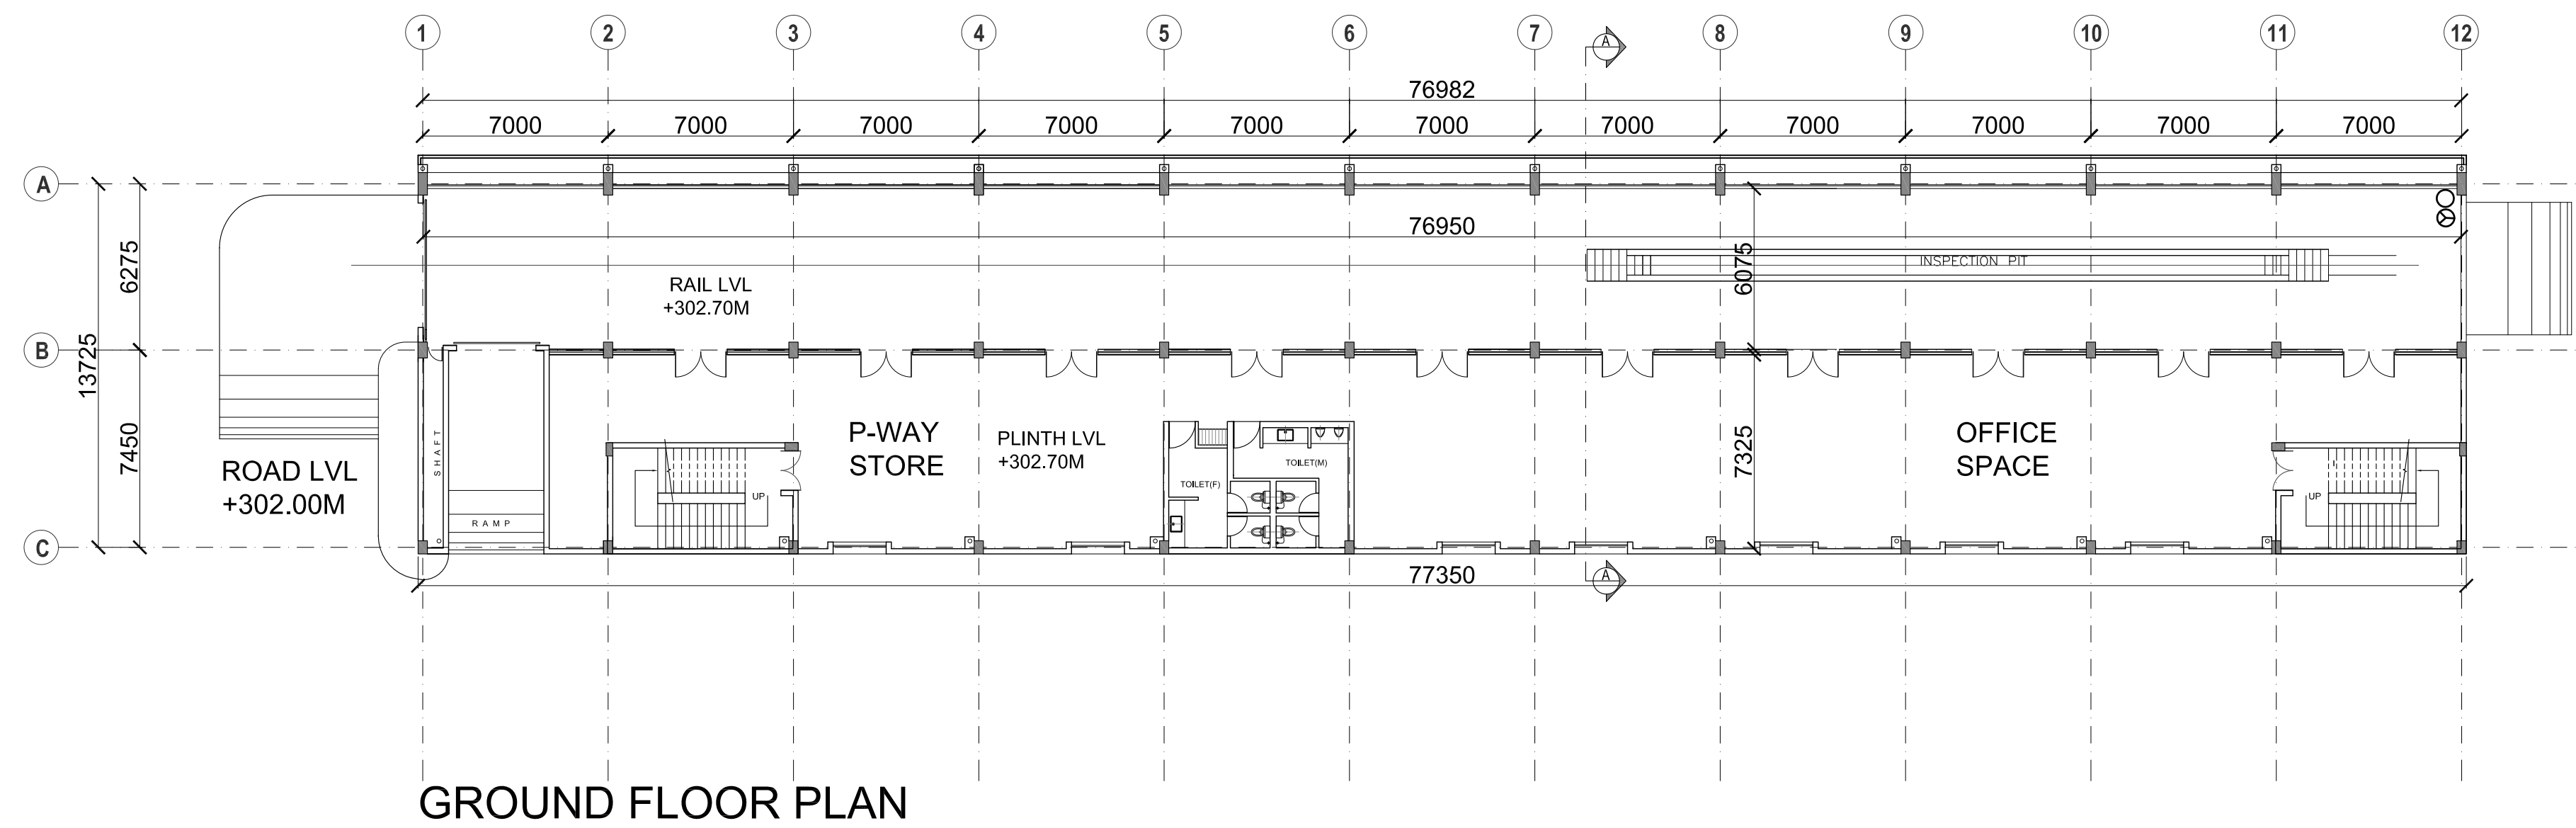 1 2 3 4 5 6 7 8 9 10 11 12
A
76982
7000 7000 7000 7000 7000 7000 7000 7000 7000 7000 7000
A
76950
6275
6075
INSPECTION PIT
RAIL LVL
+302.70M
B
13725
7450
7325
SHAFT
P-WAY
STORE
PLINTH LVL
+302.70M
TOILET(M)
TOILET(F)
OFFICE
SPACE
ROAD LVL
+302.00M
UP
UP
RAMP
C
77350
A
GROUND FLOOR PLAN